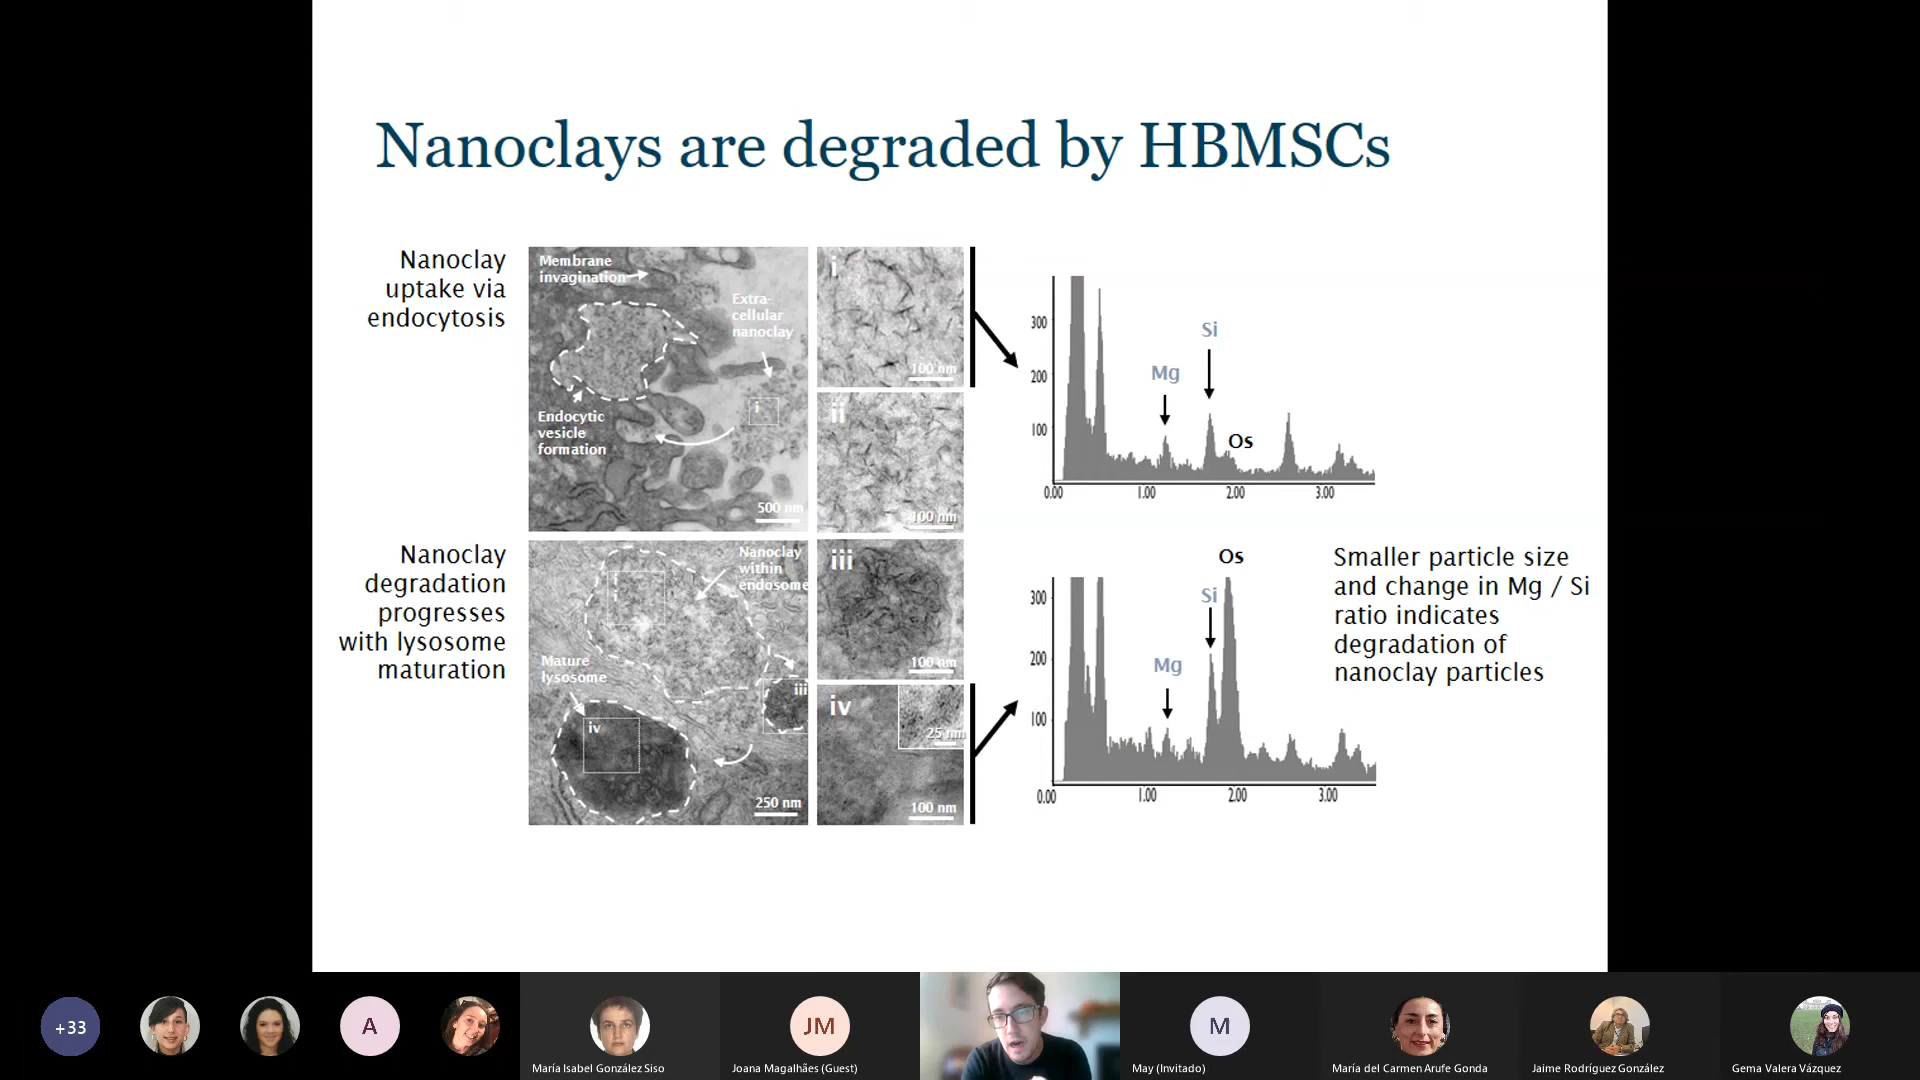 Nanoclays are degraded by HBMSCs
Nanoclay
uptake via
endocytosis
Membrane
invagination
Extra-
cellular
nanoclay
i
Endocytic
vesicle
formation
500 nm
i
100 nm
ii
100 nm
300
200
100
Mg
Si
Os
0.00
1.00
2.00
3.00
Nanoclay
degradation
progresses
with lysosome
maturation
Nanoclay
within
endosome
Mature
lysosome
iii
iv
250 nm
iii
100 nm
iv
25 nm
100 nm
300
200
100
Mg
Si
Os
0.00
1.00
2.00
3.00
Smaller particle size
and change in Mg / Si
ratio indicates
degradation of
nanoclay particles
+33
A
JM
M
María Isabel González Siso
Joana Magalhães (Guest)
May (Invitado)
María del Carmen Arufe Gonda
Jaime Rodríguez González
Gema Valera Vázquez